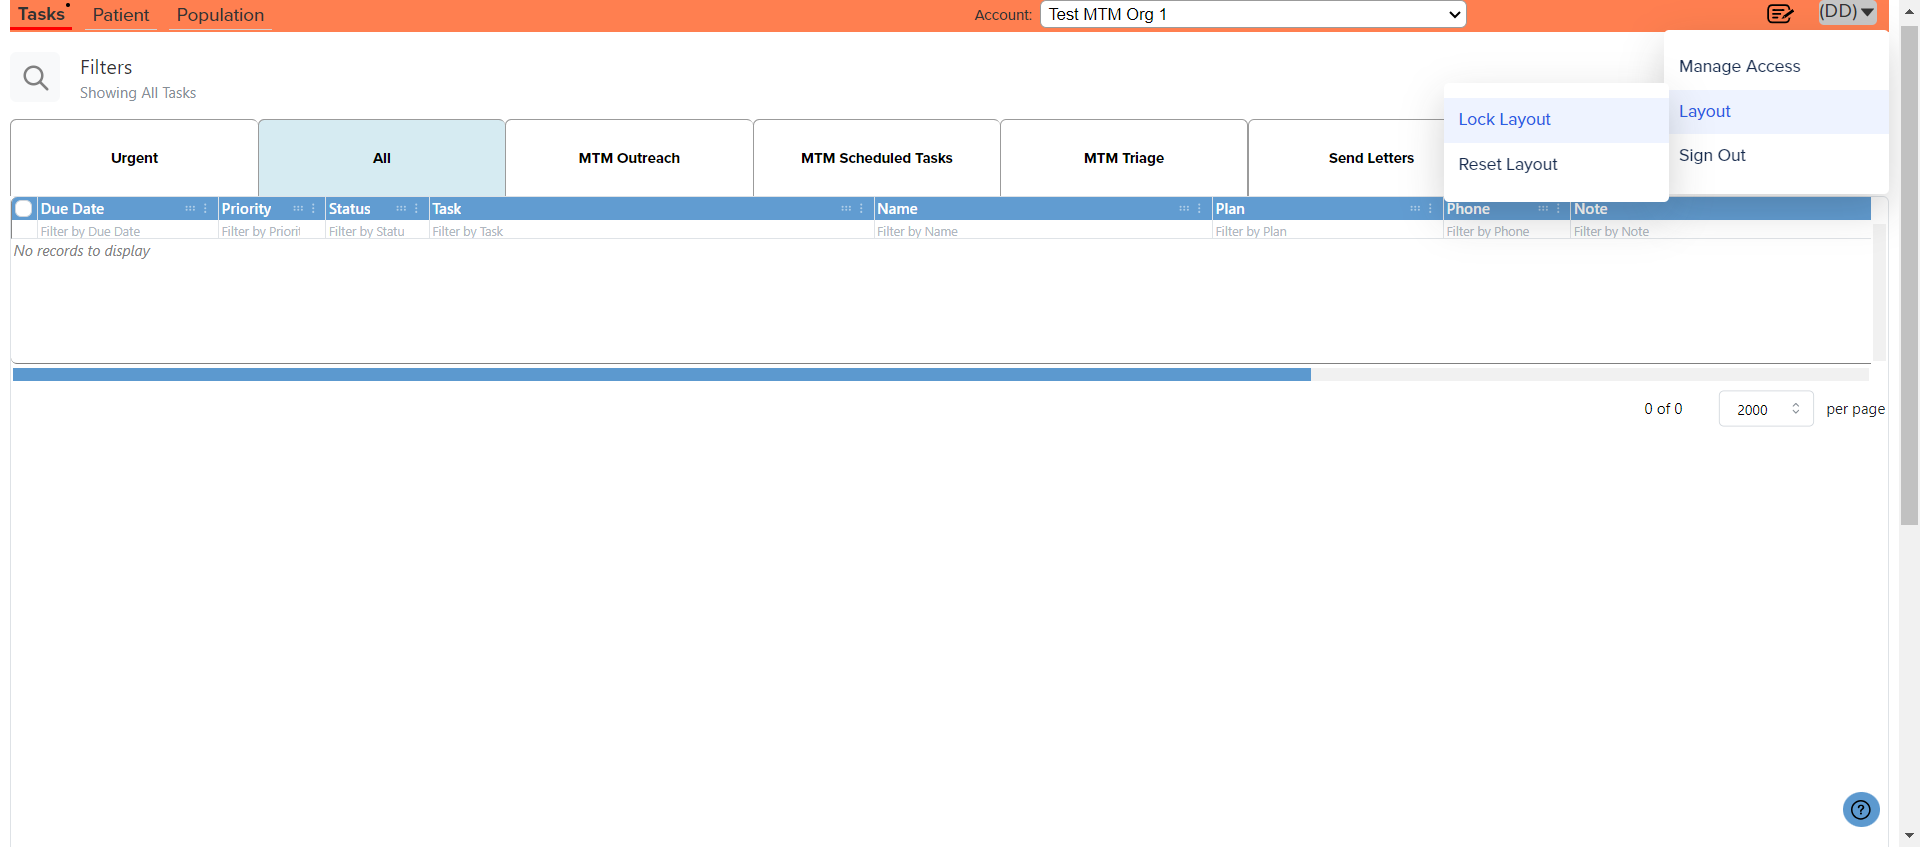 Tasks Patient Population Account: Test MTM Org 1 (DD)
Filters
Showing All Tasks
Manage Access
Layout
Sign Out
Lock Layout
Reset Layout
Urgent All MTM Outreach MTM Scheduled Tasks MTM Triage Send Letters
Due Date Priority Status Task Name Plan Phone Note
Filter by Due Date Filter by Priorit Filter by Statu Filter by Task Filter by Name Filter by Plan Filter by Phone Filter by Note
No records to display
0 of 0 2000 per page
?